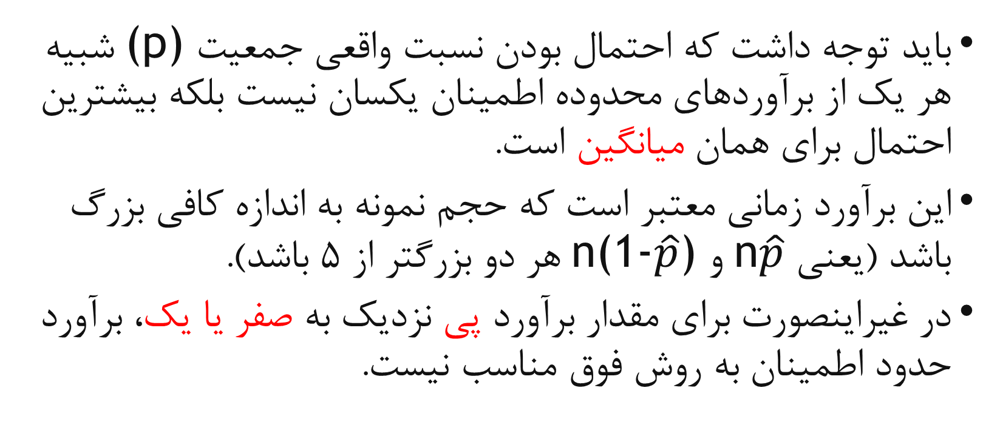 • باید توجه داشت که احتمال بودن نسبت واقعی جمعیت (p) شبیه
هر یک از برآوردهای محدوده اطمینان یکسان نیست بلکه بیشترین
احتمال برای همان میانگین است.
• این برآورد زمانی معتبر است که حجم نمونه به اندازه کافی بزرگ
باشد (یعنی np̂ و n(1-p̂) هر دو بزرگتر از ۵ باشد).
• در غیراینصورت برای مقدار برآورد پی نزدیک به صفر یا یک، برآورد
حدود اطمینان به روش فوق مناسب نیست.